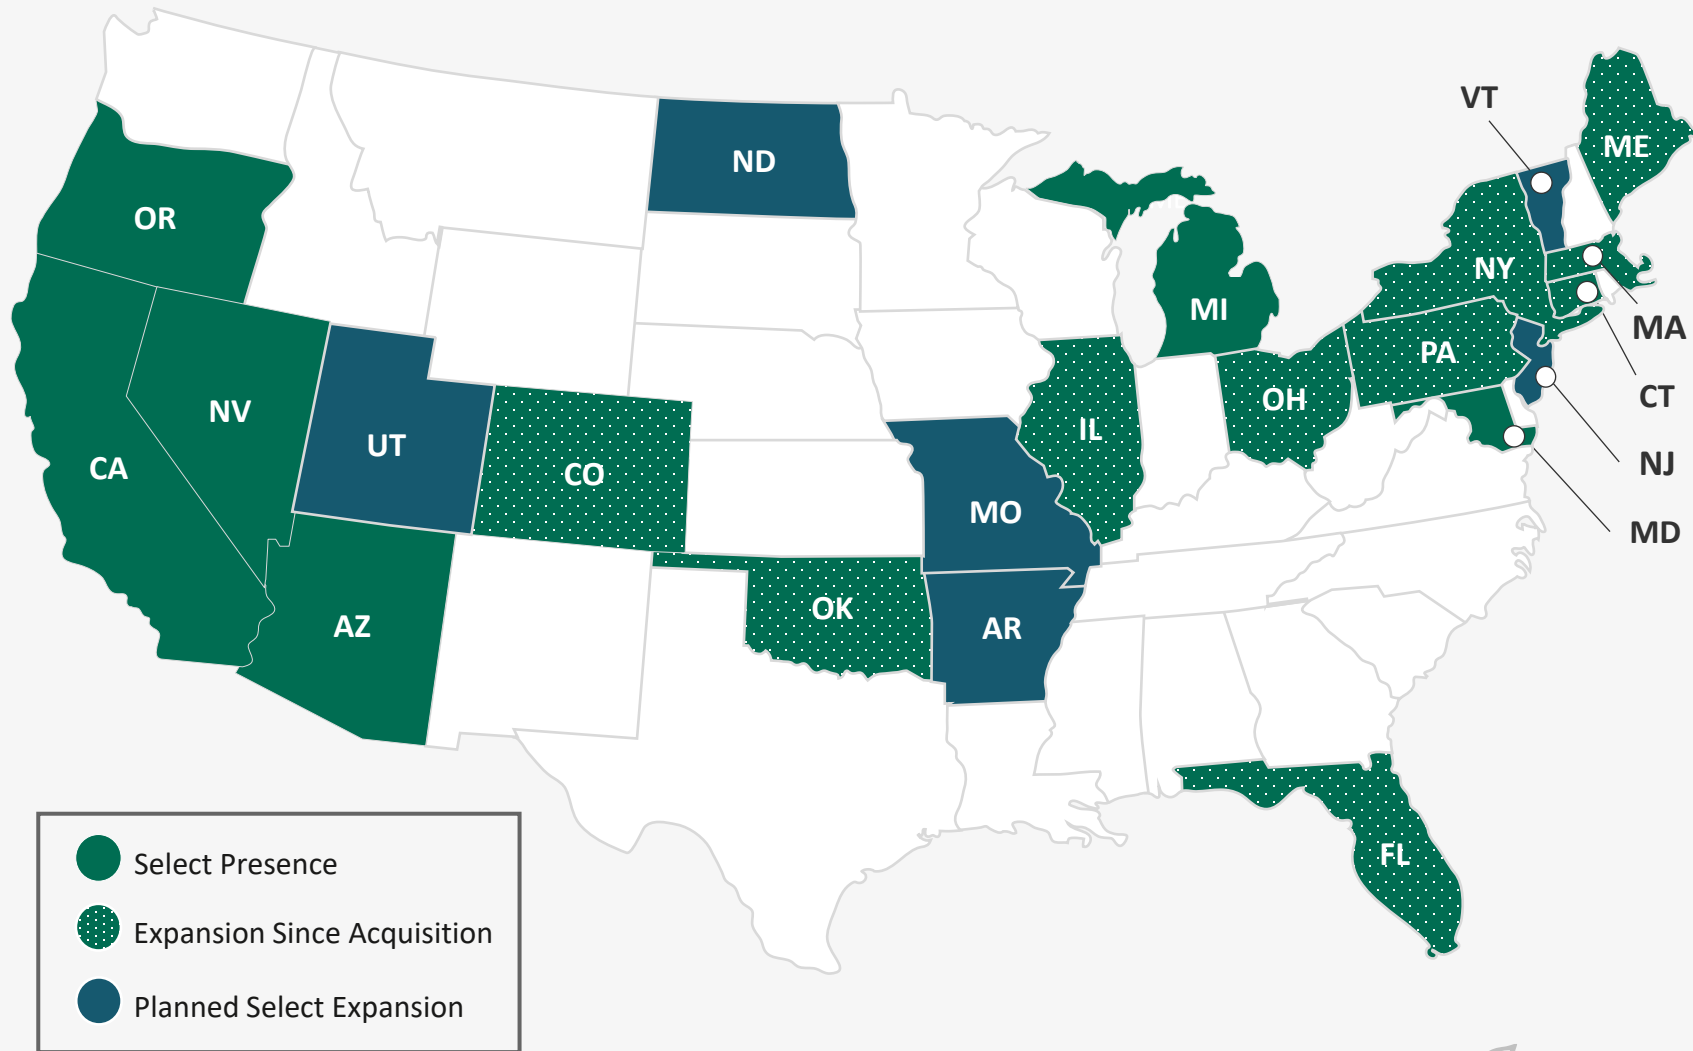 VT
ME
ND
OR
NY
MI
MA
PA
CT
NV
OH
IL
UT
CA
CO
NJ
MO
MD
OK
AZ
AR
FL
Select Presence
Expansion Since Acquisition
Planned Select Expansion